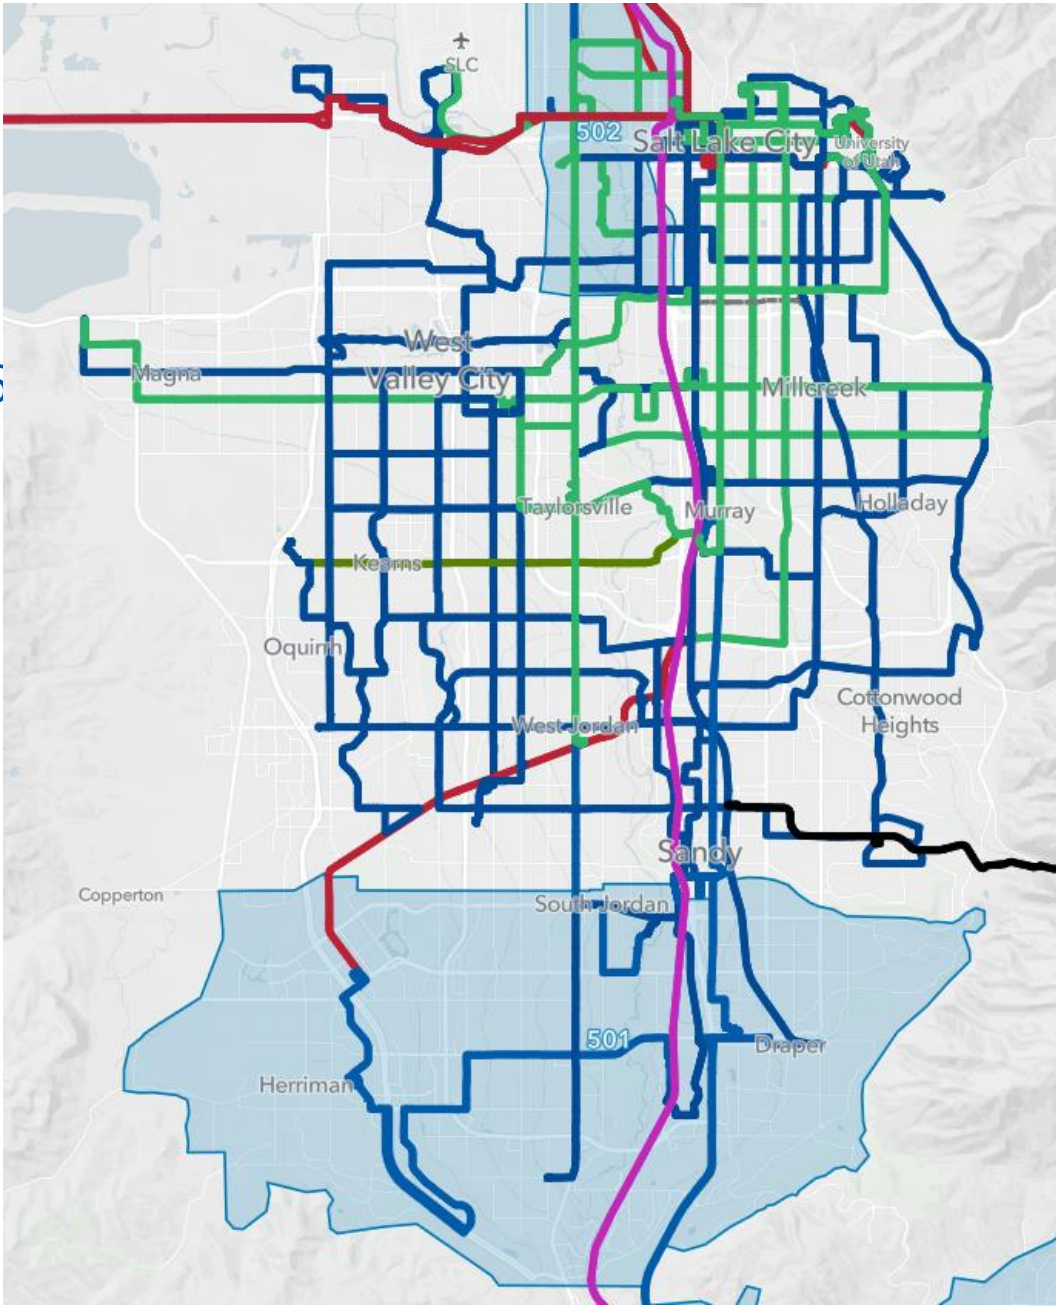 SLC
502
Salt Lake City
University
of Utah
West
Valley City
Magna
Millcreek
Taylorsville
Murray
Holladay
Kearns
Oquirrh
Cottonwood
Heights
West Jordan
Sandy
Copperton
South Jordan
501
Draper
Herriman